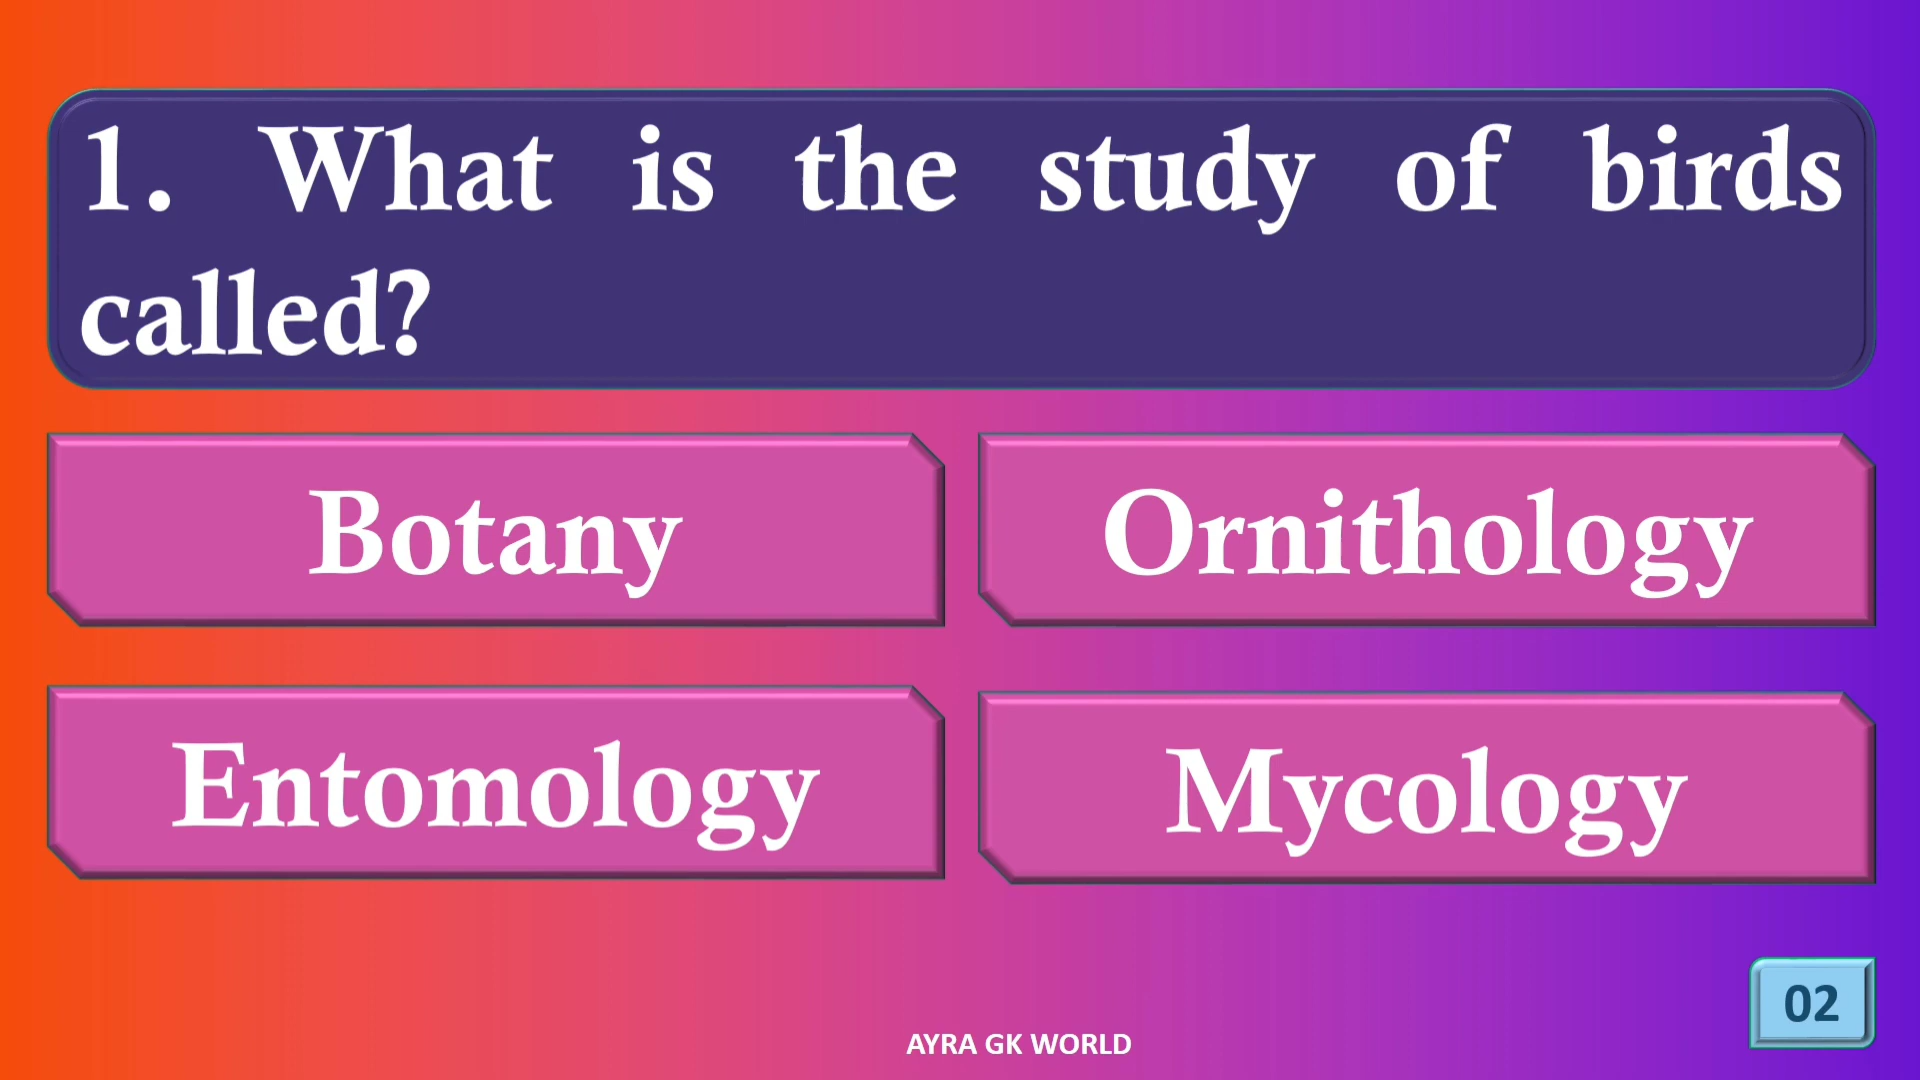 1. What is the study of birds
called?
Botany
Ornithology
Entomology
Mycology
02
AYRA GK WORLD